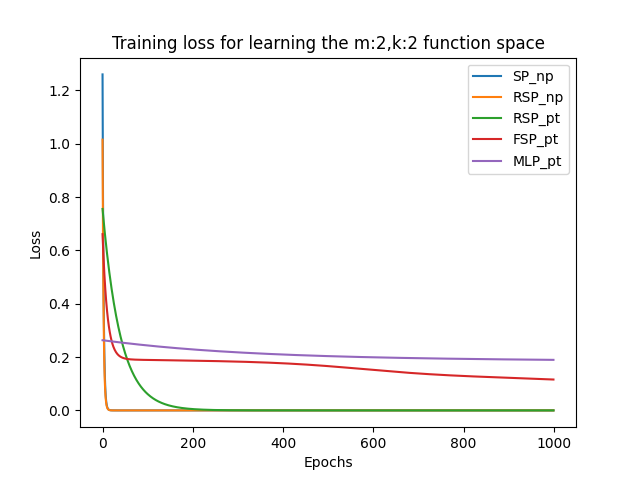 Training loss for learning the m:2,k:2 function space
SP_np
RSP_np
RSP_pt
FSP_pt
MLP_pt
Loss
1.2
1.0
0.8
0.6
0.4
0.2
0.0
0 200 400 600 800 1000
Epochs